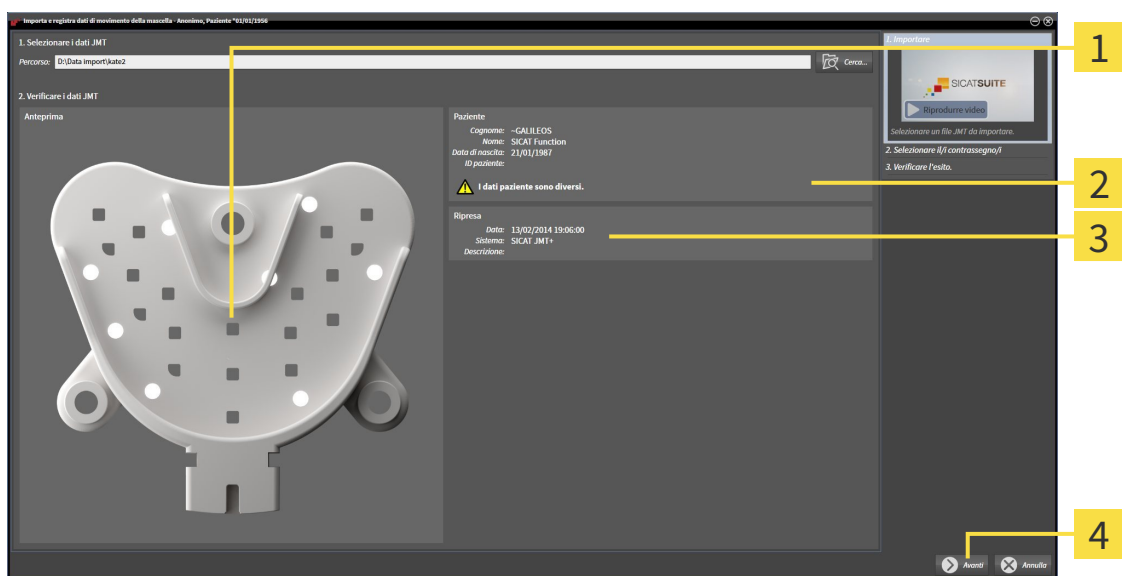 Importa e registra dati di movimento della mascella - Anonimo, Paziente *01/01/1956
1. Selezionare i dati JMT
Percorso: D:\Data import\kate2
Cerca...
2. Verificare i dati JMT
Anteprima
Paziente
Cognome: ~GALILEOS
Nome: SICAT Function
Data di nascita: 21/01/1987
ID paziente:
I dati paziente sono diversi.
Ripresa
Data: 13/02/2014 19:06:00
Sistema: SICAT JMT+
Descrizione:
1. Importare
SICATSUITE
Riprodurre video
Selezionare un file JMT da importare.
2. Selezionare il/i contrassegno/i
3. Verificare l'esito.
Avanti
Annulla
1
2
3
4